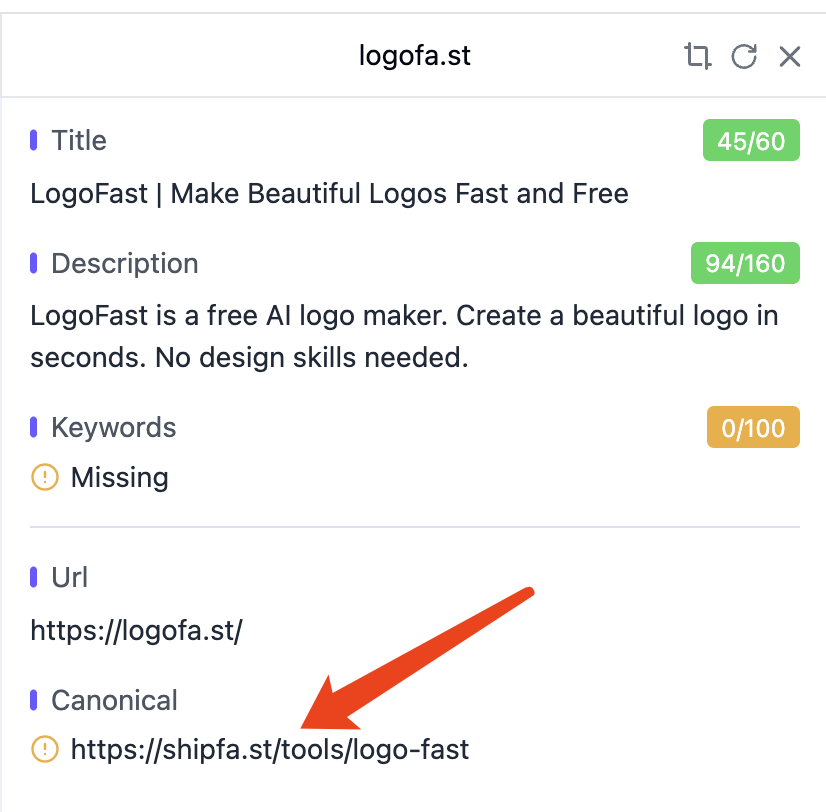 logofa.st
Title
45/60
LogoFast | Make Beautiful Logos Fast and Free
Description
94/160
LogoFast is a free AI logo maker. Create a beautiful logo in
seconds. No design skills needed.
Keywords
0/100
Missing
Url
https://logofa.st/
Canonical
https://shipfa.st/tools/logo-fast